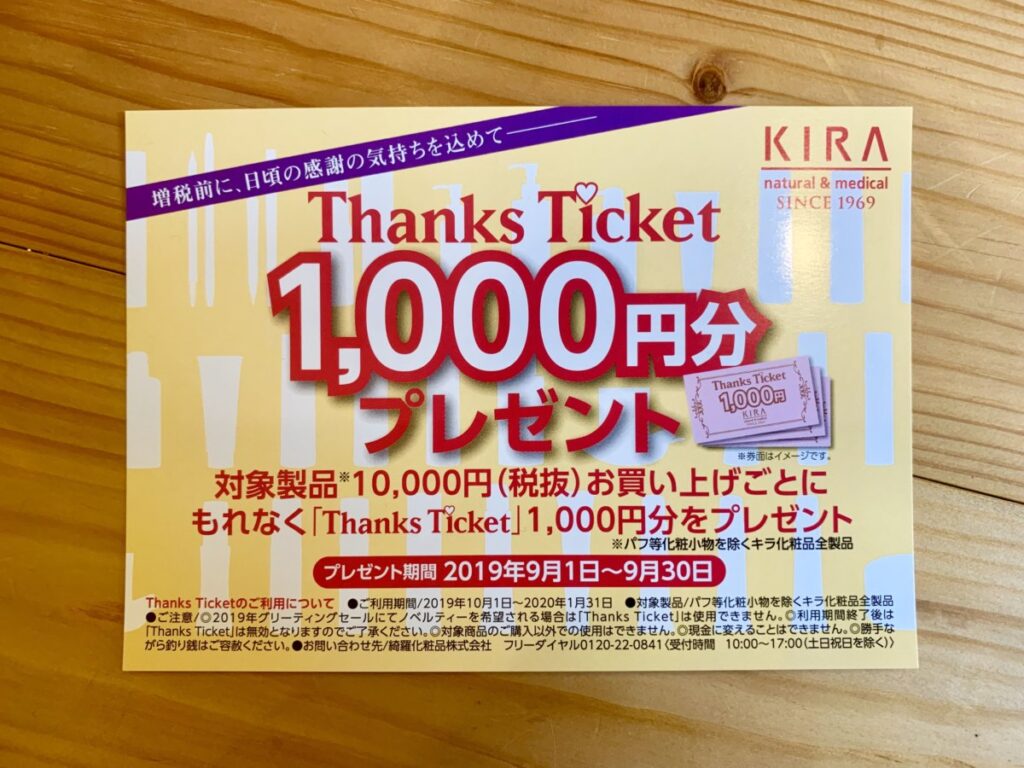 増税前に、日頃の感謝の気持ちを込めて――
KIRA
natural & medical
SINCE 1969
Thanks Ticket
1,000円分
プレゼント
Thanks Ticket
1,000円
KIRA
※券面はイメージです。
対象製品※10,000円(税抜)お買い上げごとに
もれなく「Thanks Ticket」1,000円分をプレゼント
※パフ等化粧小物を除くキラ化粧品全製品
プレゼント期間 2019年9月1日〜9月30日
Thanks Ticketのご利用について ●ご利用期間/2019年10月1日〜2020年1月31日 ●対象製品/パフ等化粧小物を除くキラ化粧品全製品
●ご注意/◎2019年グリーティングセールにてノベルティーを希望される場合は「Thanks Ticket」は使用できません。◎利用期間終了後は
「Thanks Ticket」は無効となりますのでご了承ください。◎対象商品のご購入以外での使用はできません。◎現金に変えることはできません。◎勝手な
がら釣り銭はご容赦ください。●お問い合わせ先/綺羅化粧品株式会社 フリーダイヤル0120-22-0841〈受付時間 10:00〜17:00(土日祝日を除く)〉